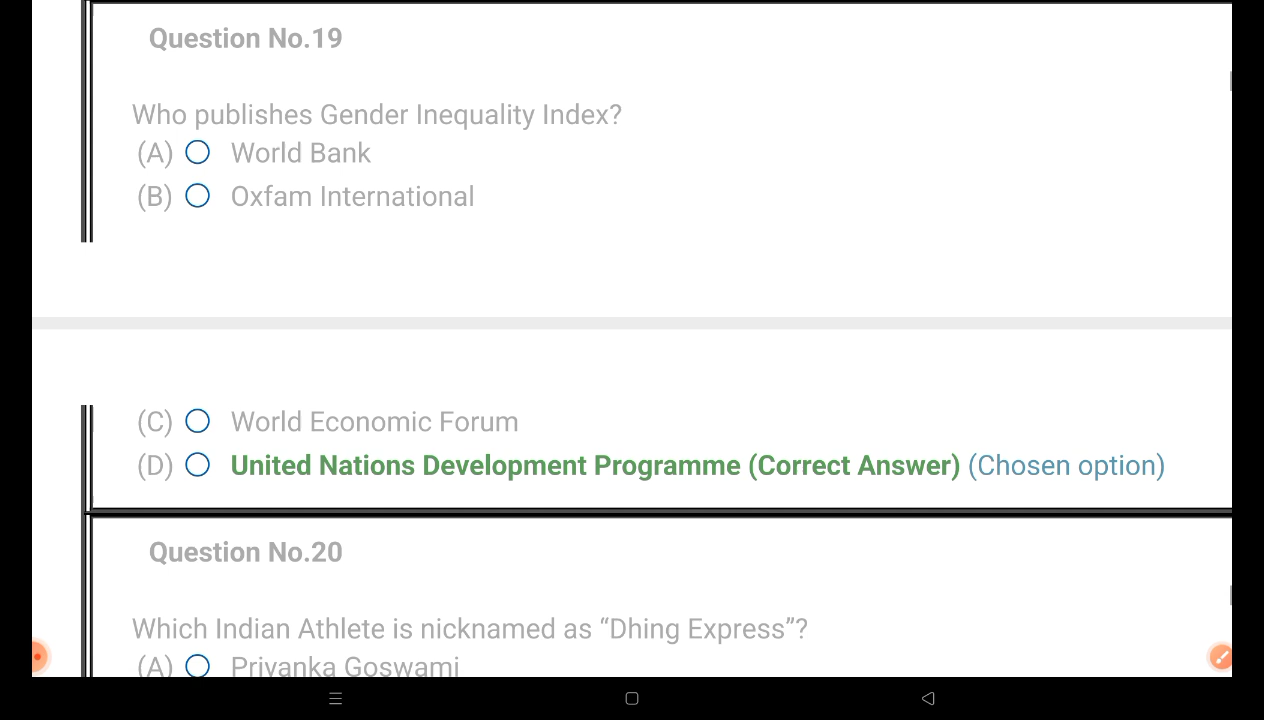 Question No.19
Who publishes Gender Inequality Index?
(A) World Bank
(B) Oxfam International
(C) World Economic Forum
(D) United Nations Development Programme (Correct Answer) (Chosen option)
Question No.20
Which Indian Athlete is nicknamed as “Dhing Express”?
(A) Priyanka Goswami